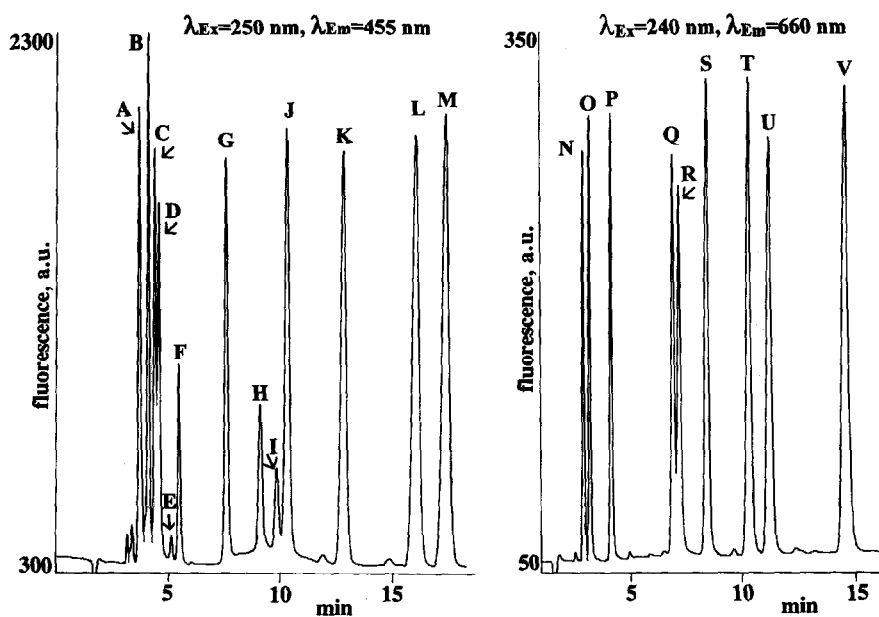 λEx=250 nm, λEm=455 nm
2300
A
B
C
D
E
F
G
H
I
J
K
L
M
fluorescence, a.u.
300
5
10
15
min
λEx=240 nm, λEm=660 nm
350
N
O
P
Q
R
S
T
U
V
fluorescence, a.u.
50
5
10
15
min